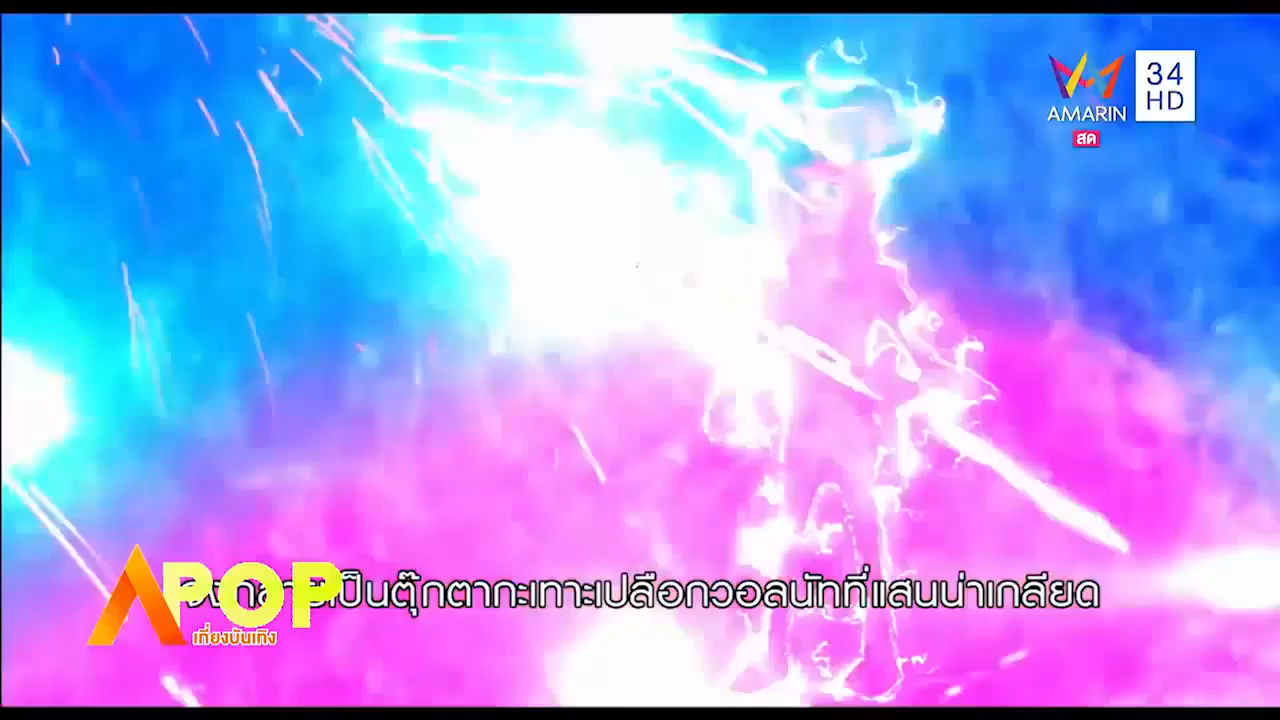 34
HD
AMARIN
สด
เป็นตุ๊กตากะเทาะเปลือกวอลนัทที่แสนน่าเกลียด
APOP
เที่ยงบันเทิง